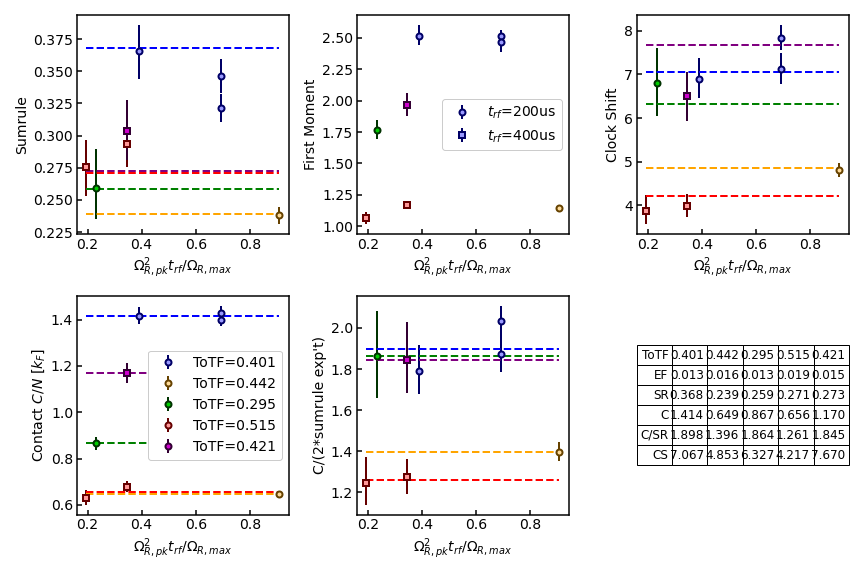 0.375
0.350
0.325
0.300
0.275
0.250
0.225
Sumrule
0.2 0.4 0.6 0.8
Ω²R,pk trf/ΩR,max
2.50
2.25
2.00
1.75
1.50
1.25
1.00
First Moment
trf=200us
trf=400us
0.2 0.4 0.6 0.8
Ω²R,pk trf/ΩR,max
8
7
6
5
4
Clock Shift
0.2 0.4 0.6 0.8
Ω²R,pk trf/ΩR,max
1.4
1.2
1.0
0.8
0.6
Contact C/N [kF]
ToTF=0.401
ToTF=0.442
ToTF=0.295
ToTF=0.515
ToTF=0.421
0.2 0.4 0.6 0.8
Ω²R,pk trf/ΩR,max
2.0
1.8
1.6
1.4
1.2
C/(2*sumrule exp't)
0.2 0.4 0.6 0.8
Ω²R,pk trf/ΩR,max
ToTF 0.401 0.442 0.295 0.515 0.421
EF 0.013 0.016 0.013 0.019 0.015
SR 0.368 0.239 0.259 0.271 0.273
C 1.414 0.649 0.867 0.656 1.170
C/SR 1.898 1.396 1.864 1.261 1.845
CS 7.067 4.853 6.327 4.217 7.670